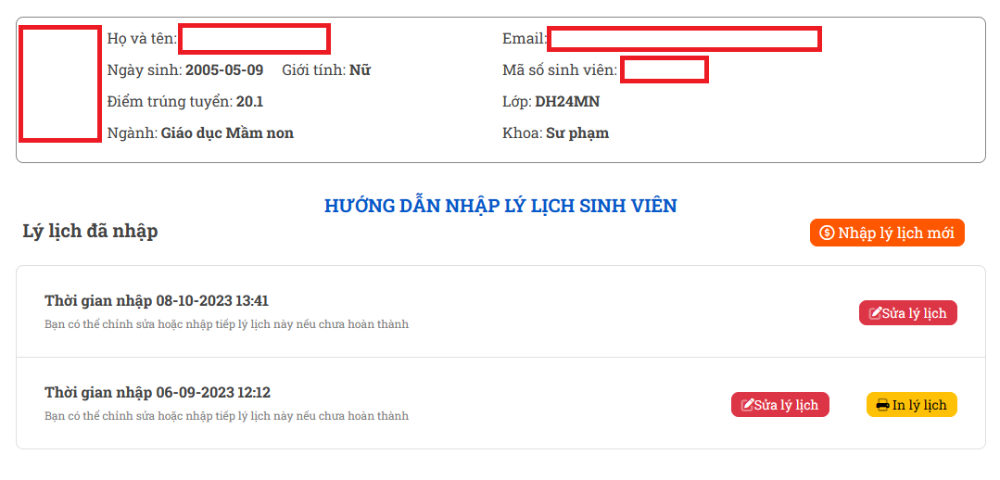 Họ và tên:
Email:
Ngày sinh: 2005-05-09 Giới tính: Nữ
Mã số sinh viên:
Điểm trúng tuyển: 20.1
Lớp: DH24MN
Ngành: Giáo dục Mầm non
Khoa: Sư phạm
HƯỚNG DẪN NHẬP LÝ LỊCH SINH VIÊN
Lý lịch đã nhập
Nhập lý lịch mới
Thời gian nhập 08-10-2023 13:41
Bạn có thể chỉnh sửa hoặc nhập tiếp lý lịch này nếu chưa hoàn thành
Sửa lý lịch
Thời gian nhập 06-09-2023 12:12
Bạn có thể chỉnh sửa hoặc nhập tiếp lý lịch này nếu chưa hoàn thành
Sửa lý lịch
In lý lịch